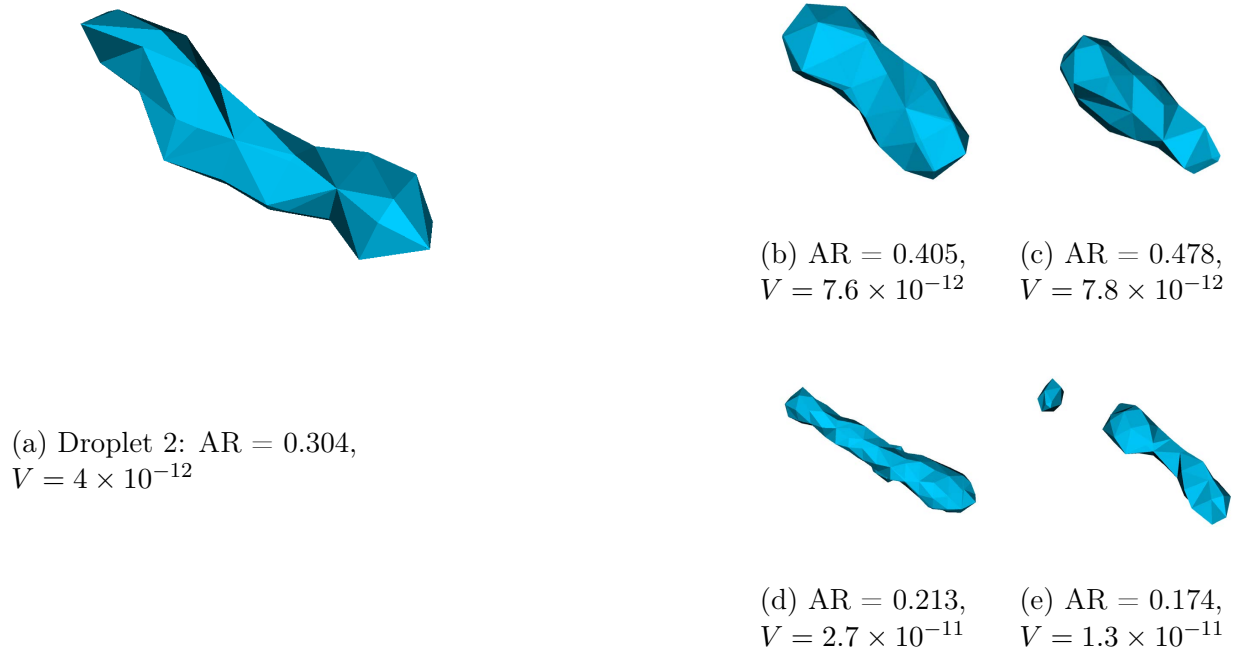 (a) Droplet 2: AR = 0.304,
V = 4 × 10⁻¹²
(b) AR = 0.405,
V = 7.6 × 10⁻¹²
(c) AR = 0.478,
V = 7.8 × 10⁻¹²
(d) AR = 0.213,
V = 2.7 × 10⁻¹¹
(e) AR = 0.174,
V = 1.3 × 10⁻¹¹